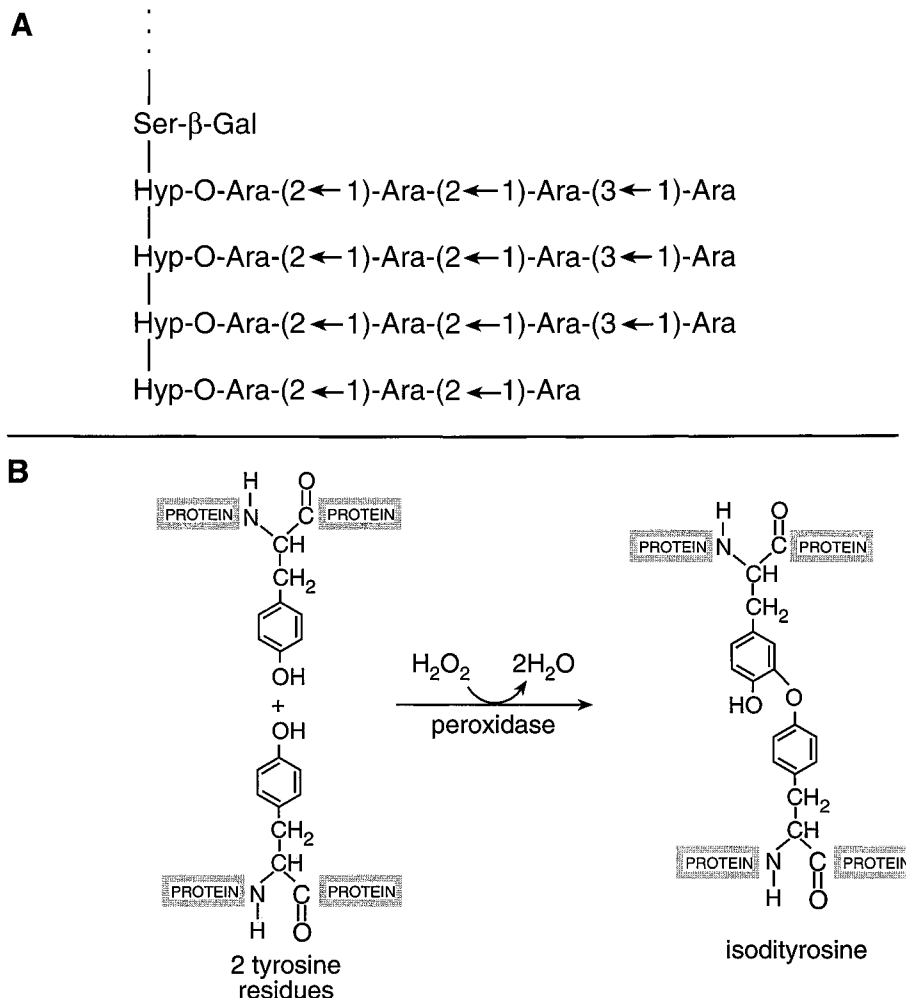 A
Ser-β-Gal
Hyp-O-Ara-(2←1)-Ara-(2←1)-Ara-(3←1)-Ara
Hyp-O-Ara-(2←1)-Ara-(2←1)-Ara-(3←1)-Ara
Hyp-O-Ara-(2←1)-Ara-(2←1)-Ara-(3←1)-Ara
Hyp-O-Ara-(2←1)-Ara-(2←1)-Ara
B
H O
PROTEIN N C PROTEIN
CH
CH₂
OH
+
OH
CH₂
CH
PROTEIN N C PROTEIN
H O
2 tyrosine
residues
H₂O₂ 2H₂O
peroxidase
H O
PROTEIN N C PROTEIN
CH
CH₂
HO O
CH₂
CH
PROTEIN N C PROTEIN
H O
isodityrosine